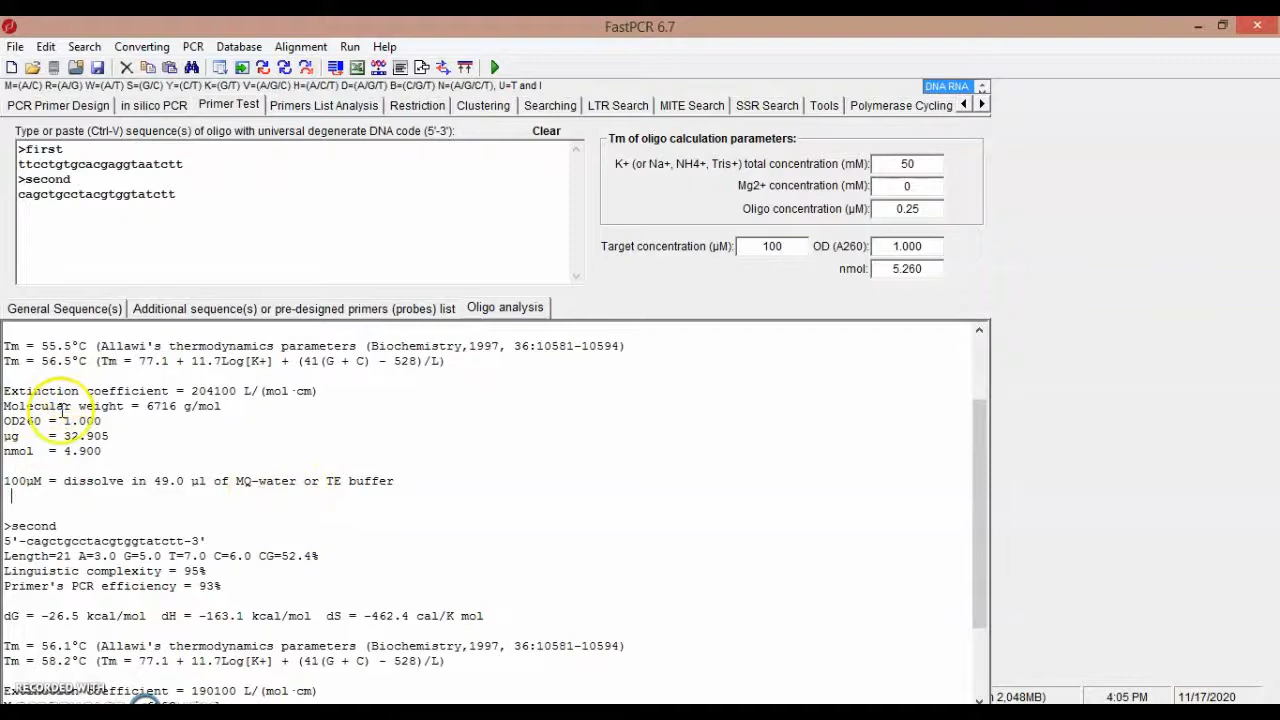 FastPCR 6.7
File Edit Search Converting PCR Database Alignment Run Help
M=(A/C) R=(A/G) W=(A/T) S=(G/C) Y=(C/T) K=(G/T) V=(A/G/C) H=(A/C/T) D=(A/G/T) B=(C/G/T) N=(A/G/C/T), U=T and I
DNA RNA
PCR Primer Design in silico PCR Primer Test Primers List Analysis Restriction Clustering Searching LTR Search MITE Search SSR Search Tools Polymerase Cycling
Type or paste (Ctrl-V) sequence(s) of oligo with universal degenerate DNA code (5'-3'): Clear
>first
ttcctgtgcacgaggtaatctt
>second
cagctgcctacgtggtatctt
Tm of oligo calculation parameters:
K+ (or Na+, NH4+, Tris+) total concentration (mM): 50
Mg2+ concentration (mM): 0
Oligo concentration (µM): 0.25
Target concentration (µM): 100 OD (A260): 1.000
nmol: 5.260
General Sequence(s) Additional sequence(s) or pre-designed primers (probes) list Oligo analysis
Tm = 55.5°C (Allawi's thermodynamics parameters (Biochemistry,1997, 36:10581-10594)
Tm = 56.5°C (Tm = 77.1 + 11.7Log[K+] + (41(G + C) - 528)/L)
Extinction coefficient = 204100 L/(mol·cm)
Molecular weight = 6716 g/mol
OD260 = 1.000
µg = 32.905
nmol = 4.900
100µM = dissolve in 49.0 µl of MQ-water or TE buffer
>second
5'-cagctgcctacgtggtatctt-3'
Length=21 A=3.0 G=5.0 T=7.0 C=6.0 CG=52.4%
Linguistic complexity = 95%
Primer's PCR efficiency = 93%
dG = -26.5 kcal/mol dH = -163.1 kcal/mol dS = -462.4 cal/K mol
Tm = 56.1°C (Allawi's thermodynamics parameters (Biochemistry,1997, 36:10581-10594)
Tm = 58.2°C (Tm = 77.1 + 11.7Log[K+] + (41(G + C) - 528)/L)
Extinction coefficient = 190100 L/(mol·cm)
RECORDED WITH
2,048MB) 4:05 PM 11/17/2020